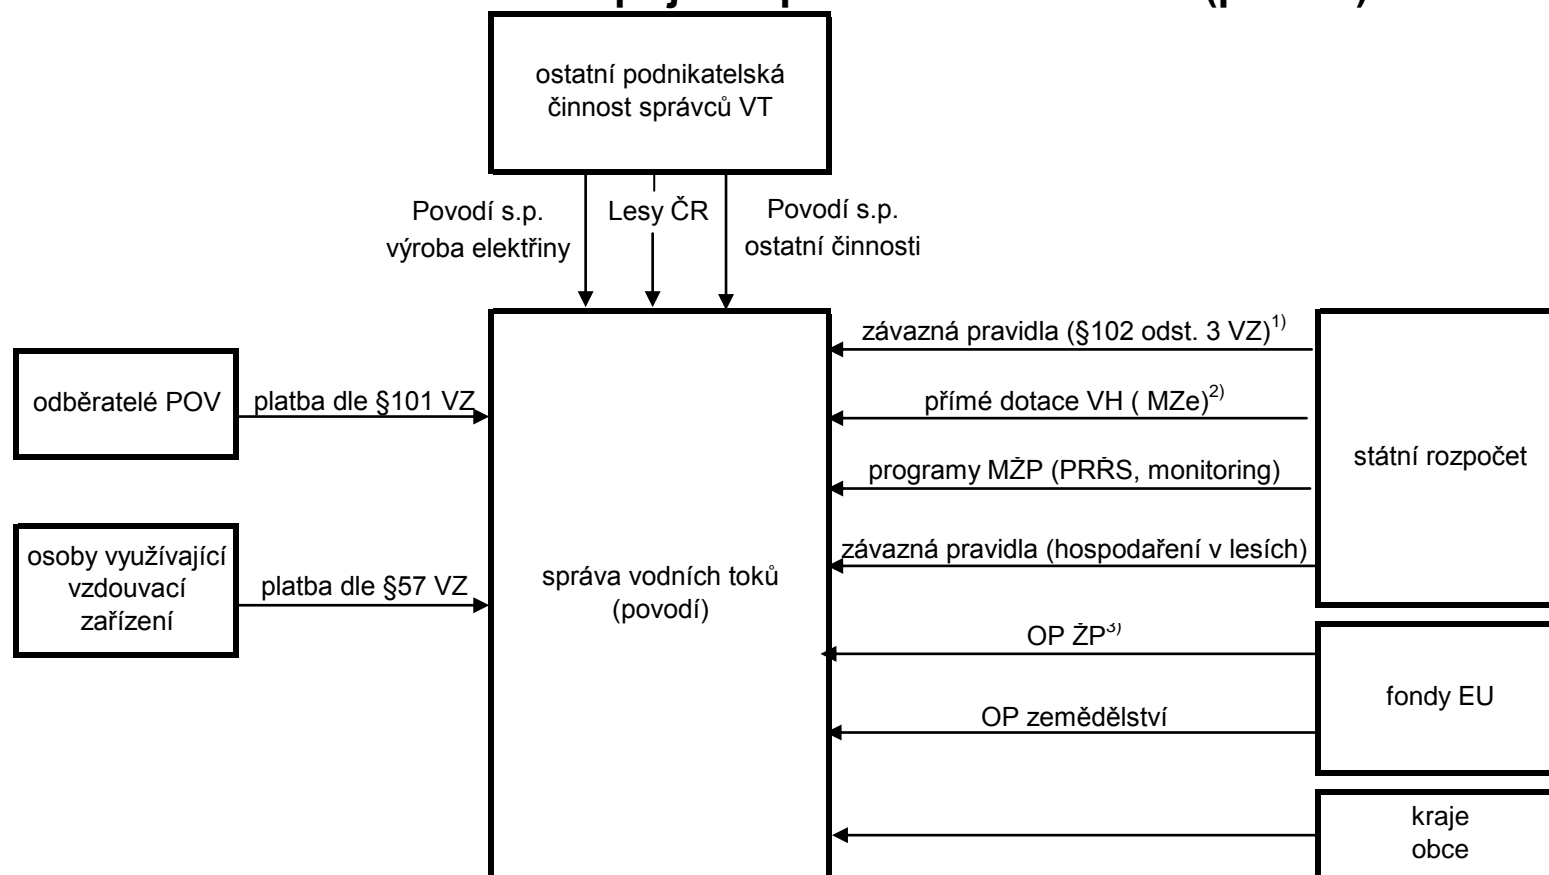 ostatní podnikatelská
činnost správců VT
Povodí s.p.
výroba elektřiny
Lesy ČR
Povodí s.p.
ostatní činnosti
odběratelé POV
platba dle §101 VZ
osoby využívající
vzdouvací
zařízení
platba dle §57 VZ
správa vodních toků
(povodí)
závazná pravidla (§102 odst. 3 VZ)1)
přímé dotace VH ( MZe)2)
programy MŽP (PRŘS, monitoring)
závazná pravidla (hospodaření v lesích)
státní rozpočet
OP ŽP3)
OP zemědělství
fondy EU
kraje
obce